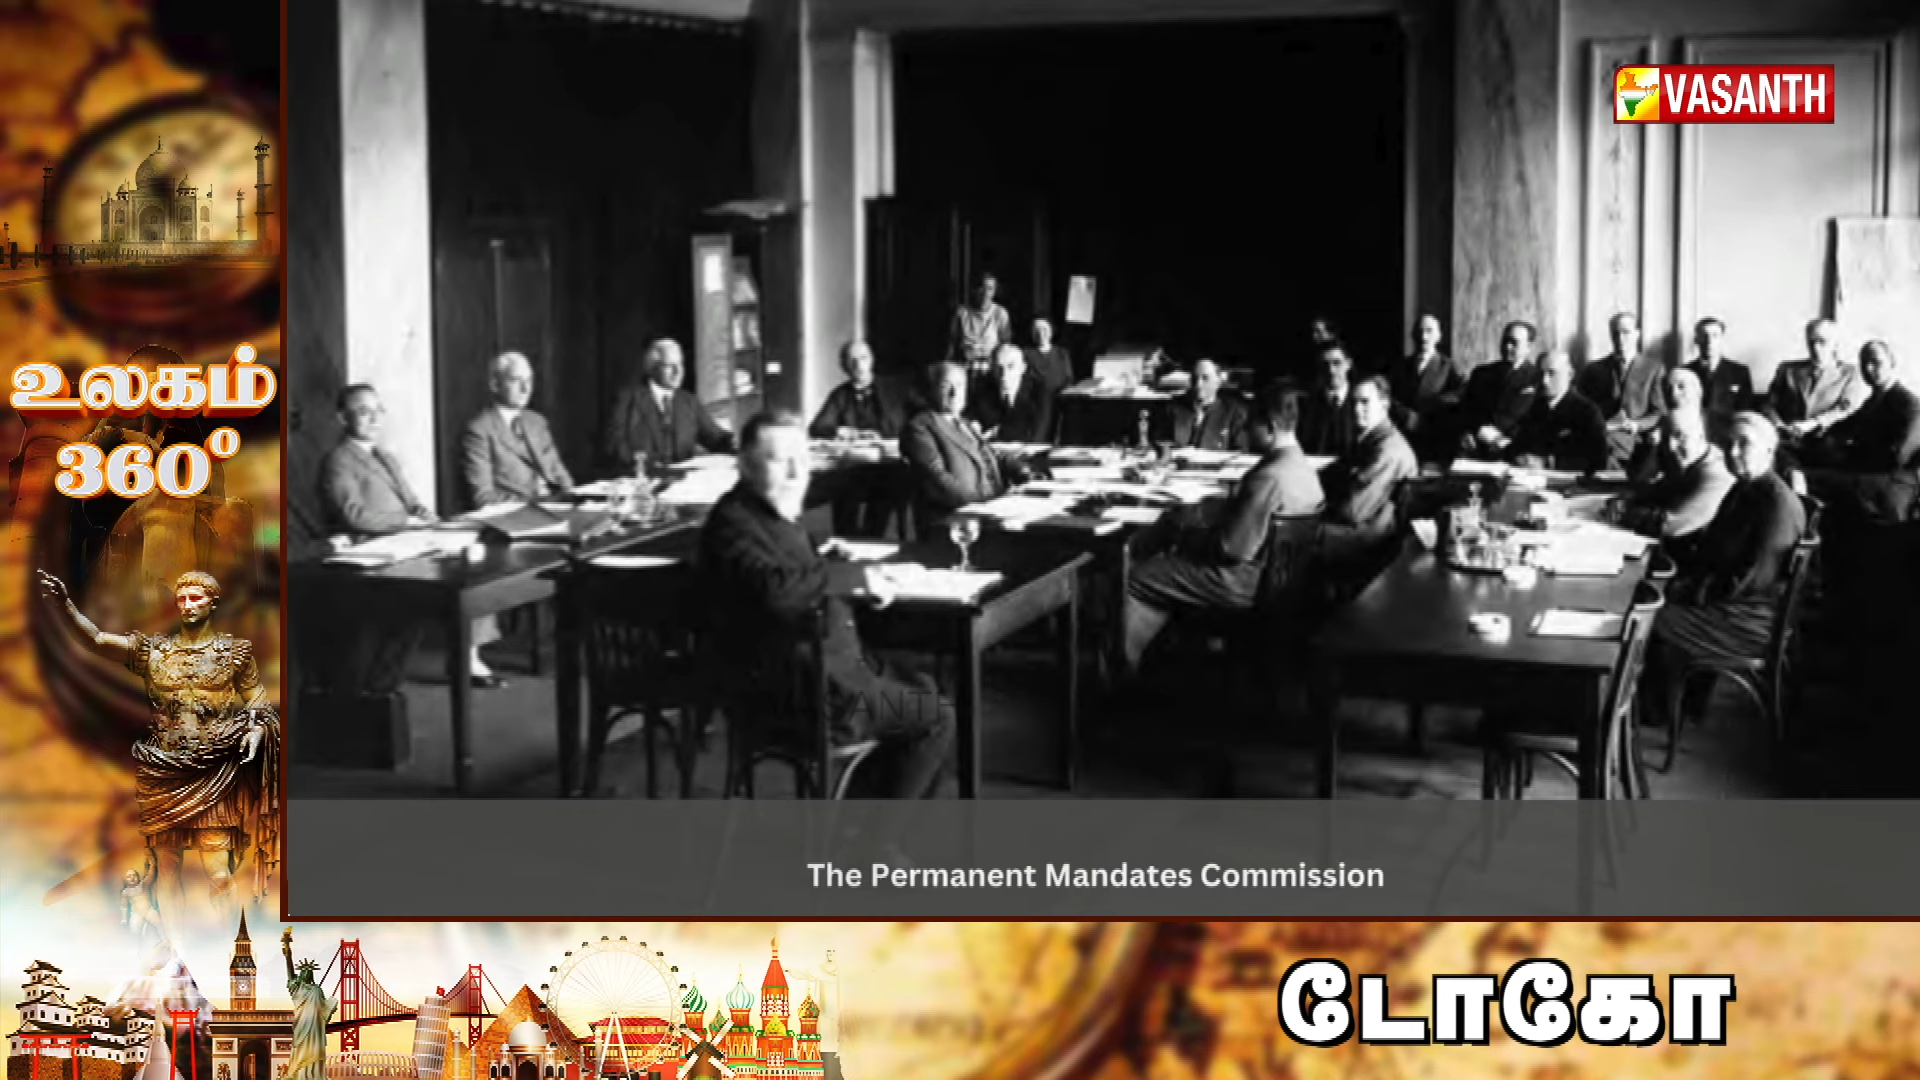 VASANTH
உலகம்
360°
The Permanent Mandates Commission
டோகோ